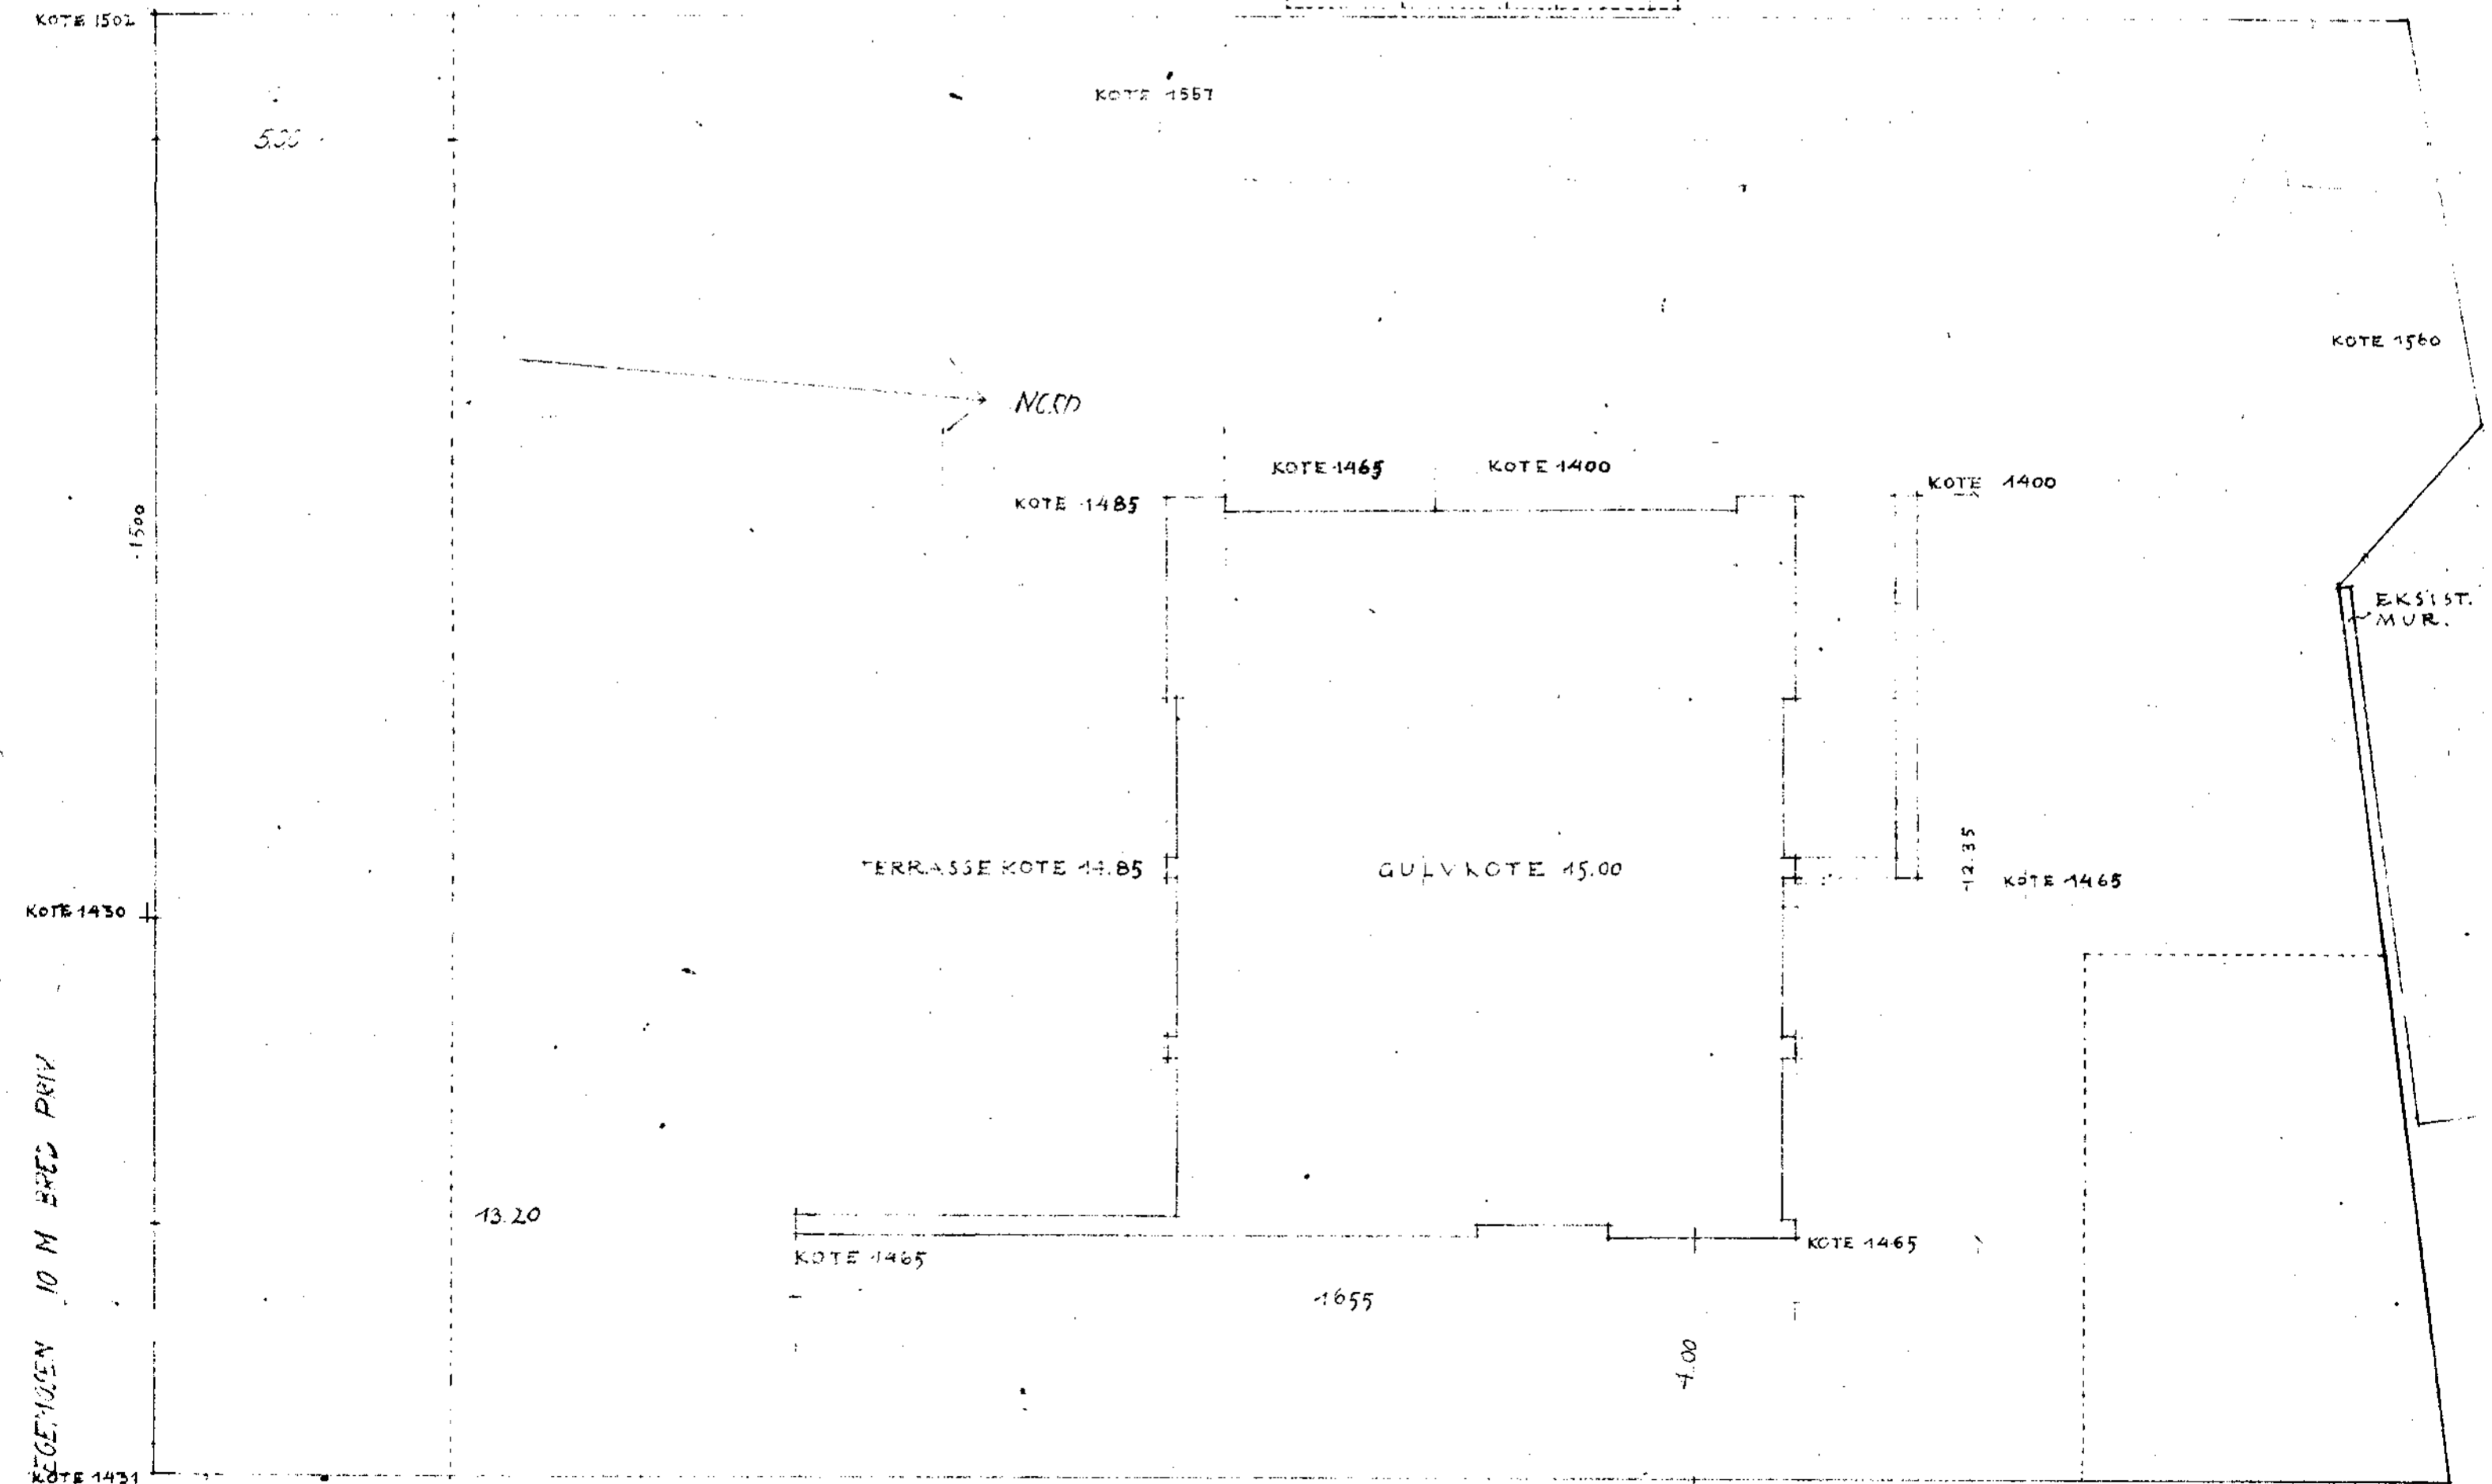 KOTE 1502
KOTE 1557
5.00
KOTE 1560
NORD
KOTE 1465
KOTE 1400
KOTE 1485
KOTE 1400
1500
EKSIST.
MUR.
TERRASSE KOTE 14.85
GULVKOTE 15.00
12.35
KOTE 1465
KOTE 1430
13.20
KOTE 1465
KOTE 1465
1655
4.00
10 M BRED PRIV
KOTE 1431